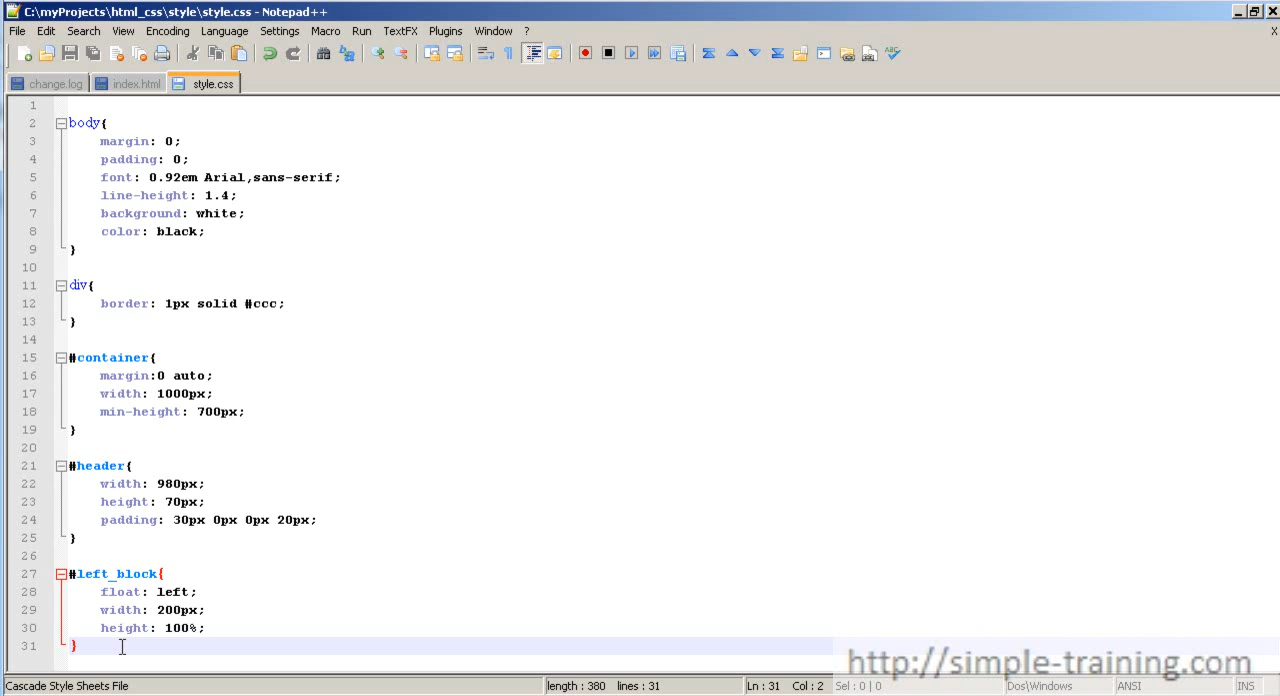 C:\myProjects\html_css\style\style.css - Notepad++
File Edit Search View Encoding Language Settings Macro Run TextFX Plugins Window ? X
change.log index.html style.css
1
2 body{
3 margin: 0;
4 padding: 0;
5 font: 0.92em Arial,sans-serif;
6 line-height: 1.4;
7 background: white;
8 color: black;
9 }
10
11 div{
12 border: 1px solid #ccc;
13 }
14
15 #container{
16 margin:0 auto;
17 width: 1000px;
18 min-height: 700px;
19 }
20
21 #header{
22 width: 980px;
23 height: 70px;
24 padding: 30px 0px 0px 20px;
25 }
26
27 #left_block{
28 float: left;
29 width: 200px;
30 height: 100%;
31 }
http://simple-training.com
Cascade Style Sheets File length : 380 lines : 31 Ln : 31 Col : 2 Sel : 0 | 0 Dos\Windows ANSI INS